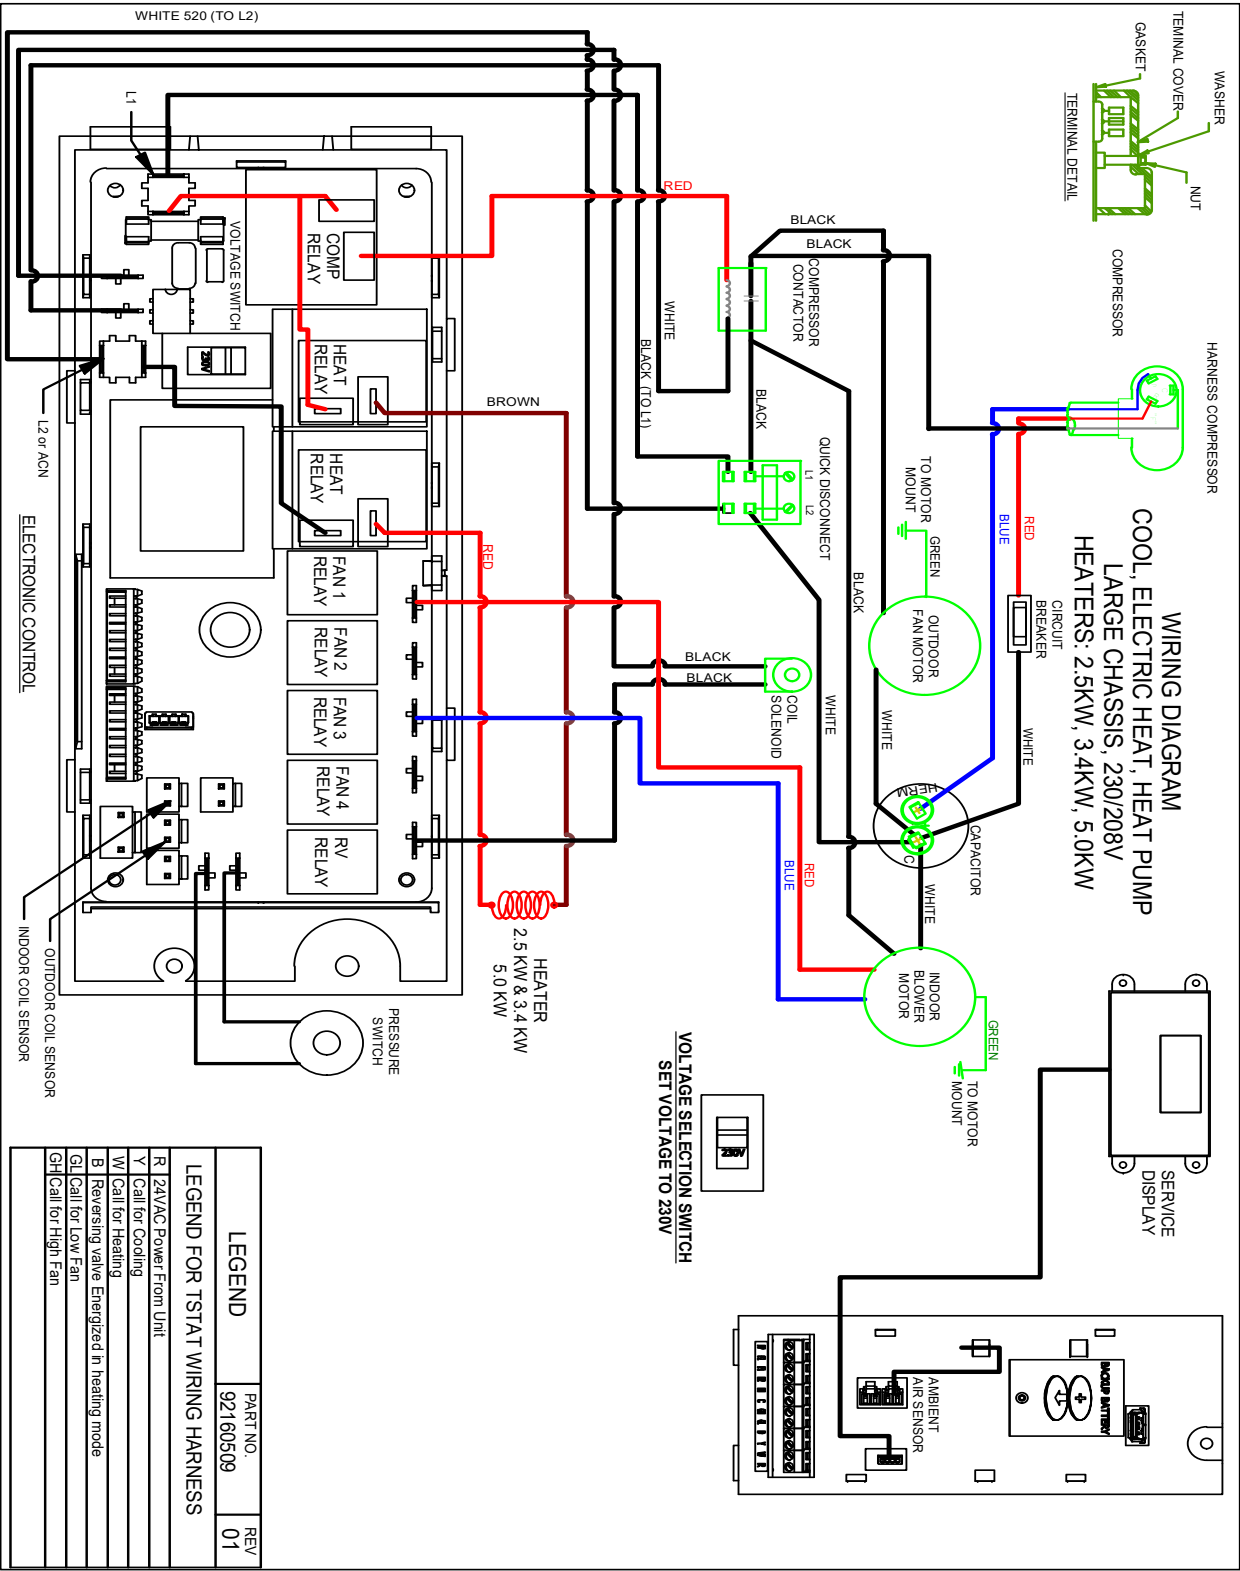 WIRING DIAGRAM
COOL, ELECTRIC HEAT, HEAT PUMP
LARGE CHASSIS, 230/208V
HEATERS: 2.5KW, 3.4KW, 5.0KW
WASHER
TEMINAL COVER
GASKET
NUT
TERMINAL DETAIL
COMPRESSOR
HARNESS COMPRESSOR
WHITE 520 (TO L2)
L1
RED
BLACK
BLACK
COMPRESSOR
CONTACTOR
WHITE
BLACK (TO L1)
BLACK
QUICK DISCONNECT
L1
L2
TO MOTOR
MOUNT
GREEN
BLUE
RED
CIRCUIT
BREAKER
OUTDOOR
FAN MOTOR
BLACK
BLACK
BLACK
COIL
SOLENOID
WHITE
WHITE
WHITE
HERM
C
CAPACITOR
WHITE
RED
BLUE
INDOOR
BLOWER
MOTOR
GREEN
TO MOTOR
MOUNT
VOLTAGE SWITCH
COMP
RELAY
230V
HEAT
RELAY
BROWN
HEAT
RELAY
RED
FAN 1
RELAY
FAN 2
RELAY
FAN 3
RELAY
FAN 4
RELAY
RV
RELAY
L2 or ACN
ELECTRONIC CONTROL
HEATER
2.5 KW & 3.4 KW
5.0 KW
PRESSURE
SWITCH
OUTDOOR COIL SENSOR
INDOOR COIL SENSOR
230V
VOLTAGE SELECTION SWITCH
SET VOLTAGE TO 230V
SERVICE
DISPLAY
AMBIENT
AIR SENSOR
BACKUP BATTERY
+
LEGEND
PART NO.
92160509
REV
01
LEGEND FOR TSTAT WIRING HARNESS
R 24VAC Power From Unit
Y Call for Cooling
W Call for Heating
B Reversing valve Energized in heating mode
GL Call for Low Fan
GH Call for High Fan